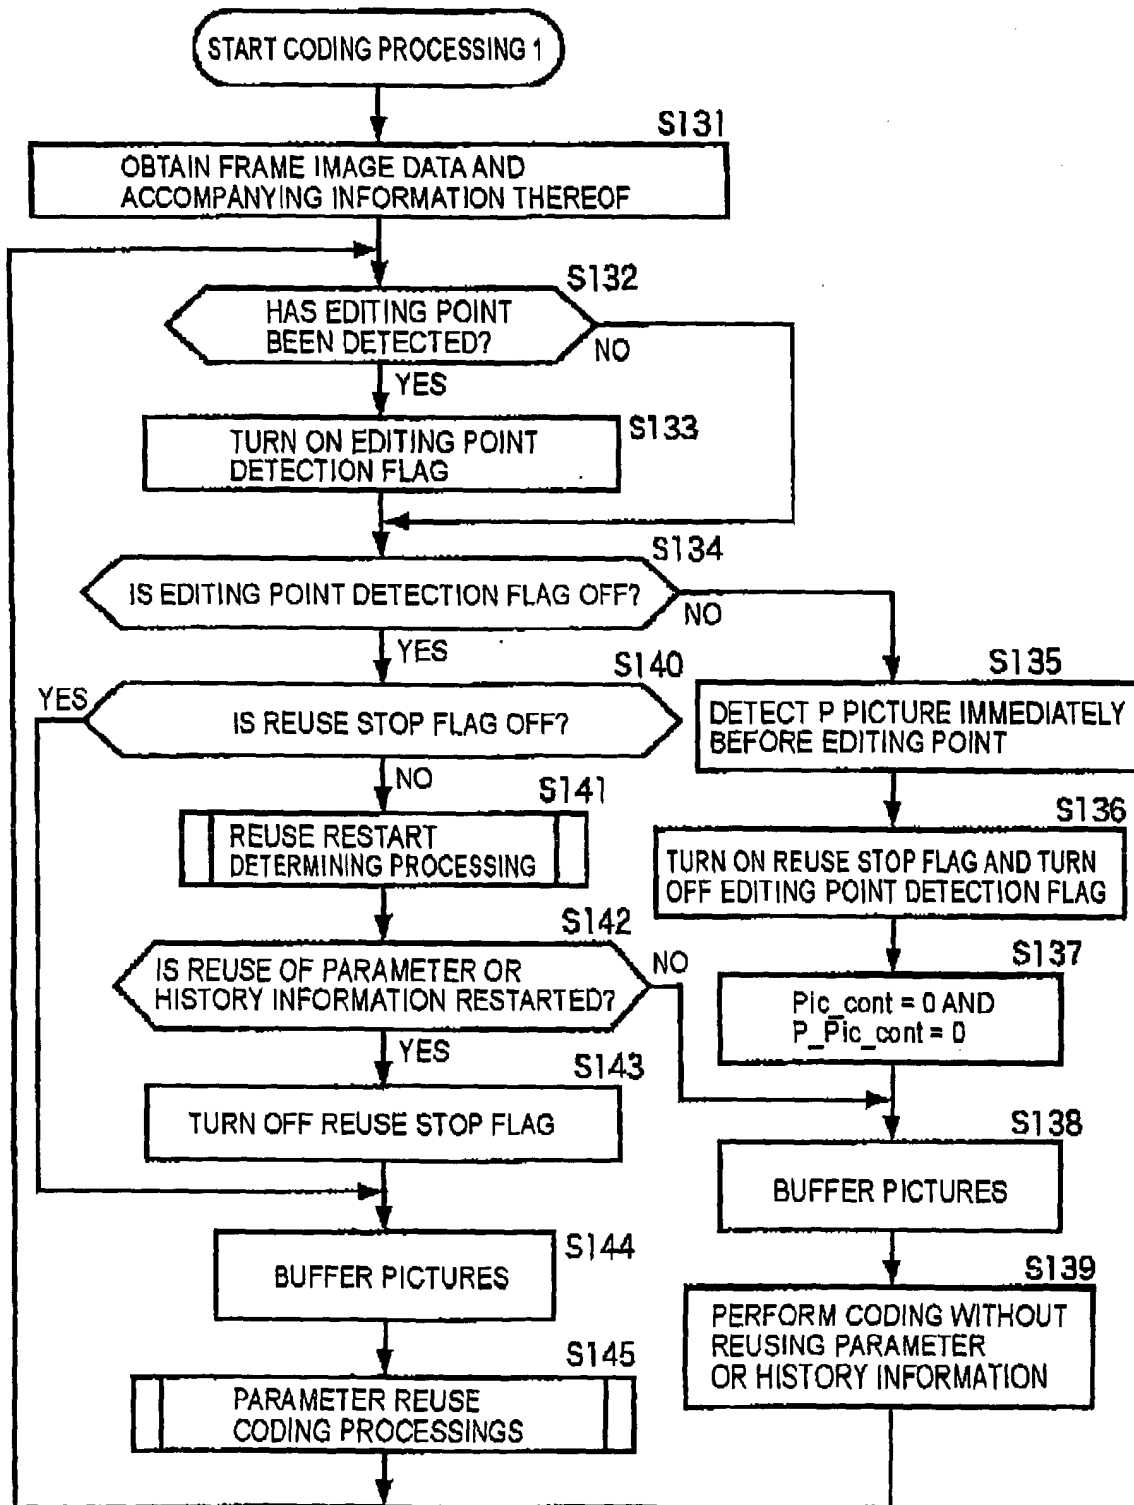 START CODING PROCESSING 1
S131
OBTAIN FRAME IMAGE DATA AND
ACCOMPANYING INFORMATION THEREOF
S132
HAS EDITING POINT
BEEN DETECTED?
NO
YES
S133
TURN ON EDITING POINT
DETECTION FLAG
S134
IS EDITING POINT DETECTION FLAG OFF?
NO
YES
S135
DETECT P PICTURE IMMEDIATELY
BEFORE EDITING POINT
S140
YES
IS REUSE STOP FLAG OFF?
NO
S136
TURN ON REUSE STOP FLAG AND TURN
OFF EDITING POINT DETECTION FLAG
S141
REUSE RESTART
DETERMINING PROCESSING
S142
IS REUSE OF PARAMETER OR
HISTORY INFORMATION RESTARTED?
NO
YES
S137
Pic_cont = 0 AND
P_Pic_cont = 0
S143
TURN OFF REUSE STOP FLAG
S138
BUFFER PICTURES
S144
BUFFER PICTURES
S139
PERFORM CODING WITHOUT
REUSING PARAMETER
OR HISTORY INFORMATION
S145
PARAMETER REUSE
CODING PROCESSINGS